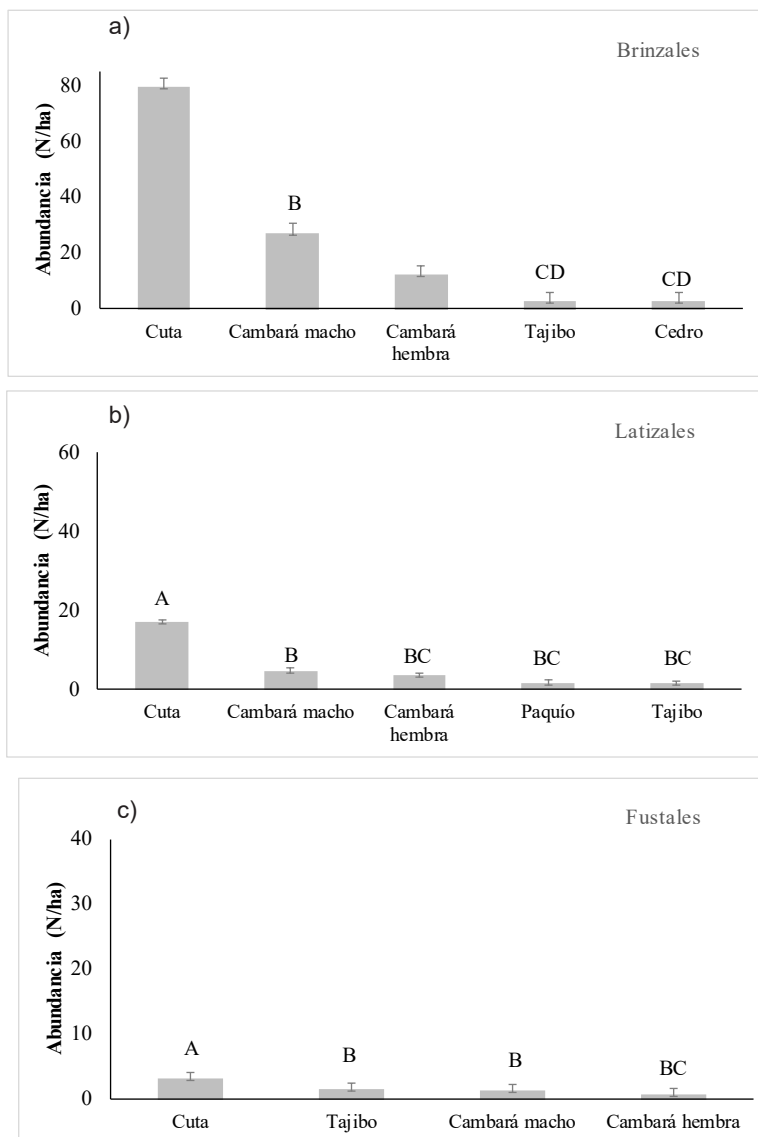 a)
Brinzales
Abundancia (N/ha)
80
60
40
20
0
B
CD
CD
Cuta
Cambará macho
Cambará
hembra
Tajibo
Cedro
b)
Latizales
Abundancia (N/ha)
60
40
20
0
A
B
BC
BC
BC
Cuta
Cambará macho
Cambará
hembra
Paquío
Tajibo
c)
Fustales
Abundancia (N/ha)
40
30
20
10
0
A
B
B
BC
Cuta
Tajibo
Cambará macho
Cambará hembra